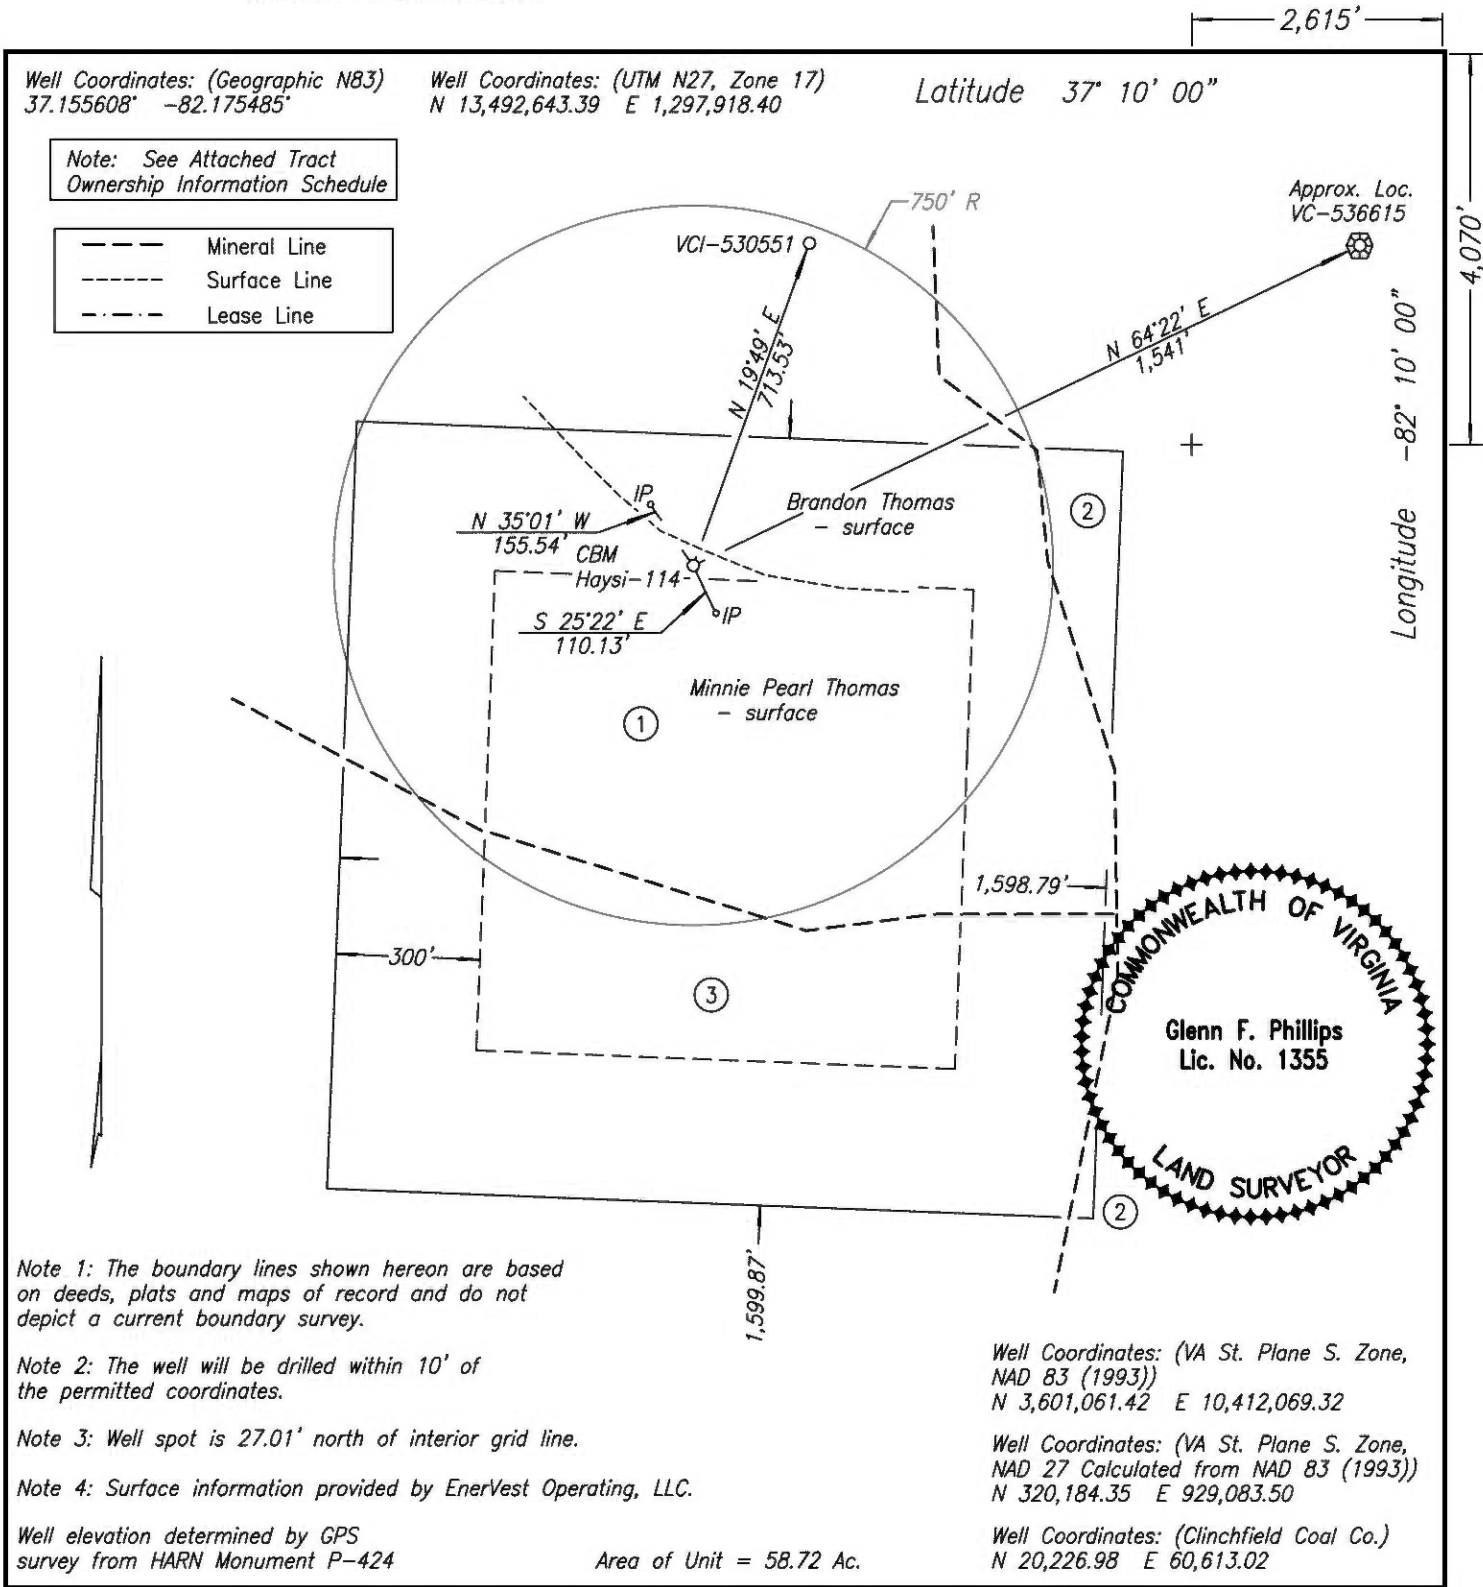 2,615'
Well Coordinates: (Geographic N83)
37.155608° -82.175485°
Well Coordinates: (UTM N27, Zone 17)
N 13,492,643.39 E 1,297,918.40
Latitude 37° 10' 00"
4,070'
Note: See Attached Tract
Ownership Information Schedule
Mineral Line
Surface Line
Lease Line
750' R
VCI-530551
Approx. Loc.
VC-536615
N 19°49' E
713.53'
N 64°22' E
1,541'
Longitude -82° 10' 00"
IP
N 35°01' W
155.54'
CBM
Haysi-114
Brandon Thomas
- surface
2
S 25°22' E
110.13'
IP
Minnie Pearl Thomas
- surface
1
1,598.79'
300'
3
COMMONWEALTH OF VIRGINIA
Glenn F. Phillips
Lic. No. 1355
LAND SURVEYOR
2
1,599.87'
Note 1: The boundary lines shown hereon are based
on deeds, plats and maps of record and do not
depict a current boundary survey.
Note 2: The well will be drilled within 10' of
the permitted coordinates.
Note 3: Well spot is 27.01' north of interior grid line.
Note 4: Surface information provided by EnerVest Operating, LLC.
Well elevation determined by GPS
survey from HARN Monument P-424
Area of Unit = 58.72 Ac.
Well Coordinates: (VA St. Plane S. Zone,
NAD 83 (1993))
N 3,601,061.42 E 10,412,069.32
Well Coordinates: (VA St. Plane S. Zone,
NAD 27 Calculated from NAD 83 (1993))
N 320,184.35 E 929,083.50
Well Coordinates: (Clinchfield Coal Co.)
N 20,226.98 E 60,613.02